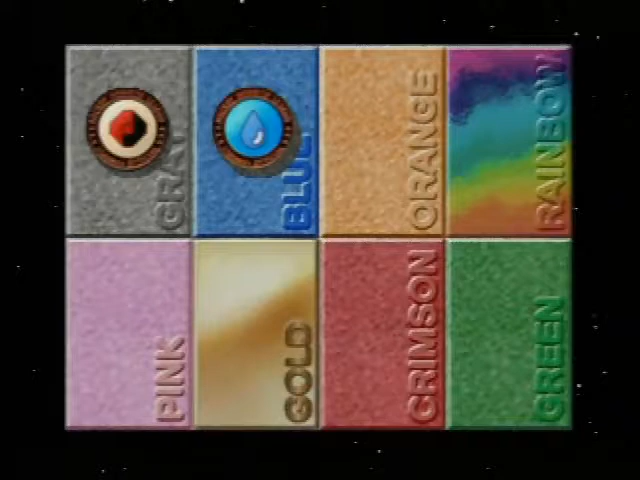 GRAY
BLUE
ORANGE
RAINBOW
PINK
GOLD
CRIMSON
GREEN